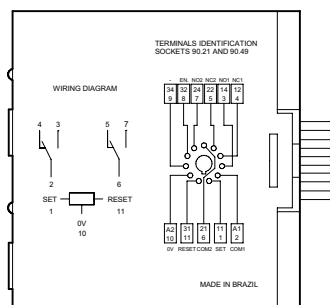 TERMINALS IDENTIFICATION
SOCKETS 90.21 AND 90.49
- EN. NO2 NC2 NO1 NC1
34 32 24 22 14 12
9 8 7 5 3 4
WIRING DIAGRAM
4 3 5 7
2 6
SET RESET
1 11
0V
10
A2 31 21 11 A1
10 11 6 1 2
0V RESET COM2 SET COM1
MADE IN BRAZIL